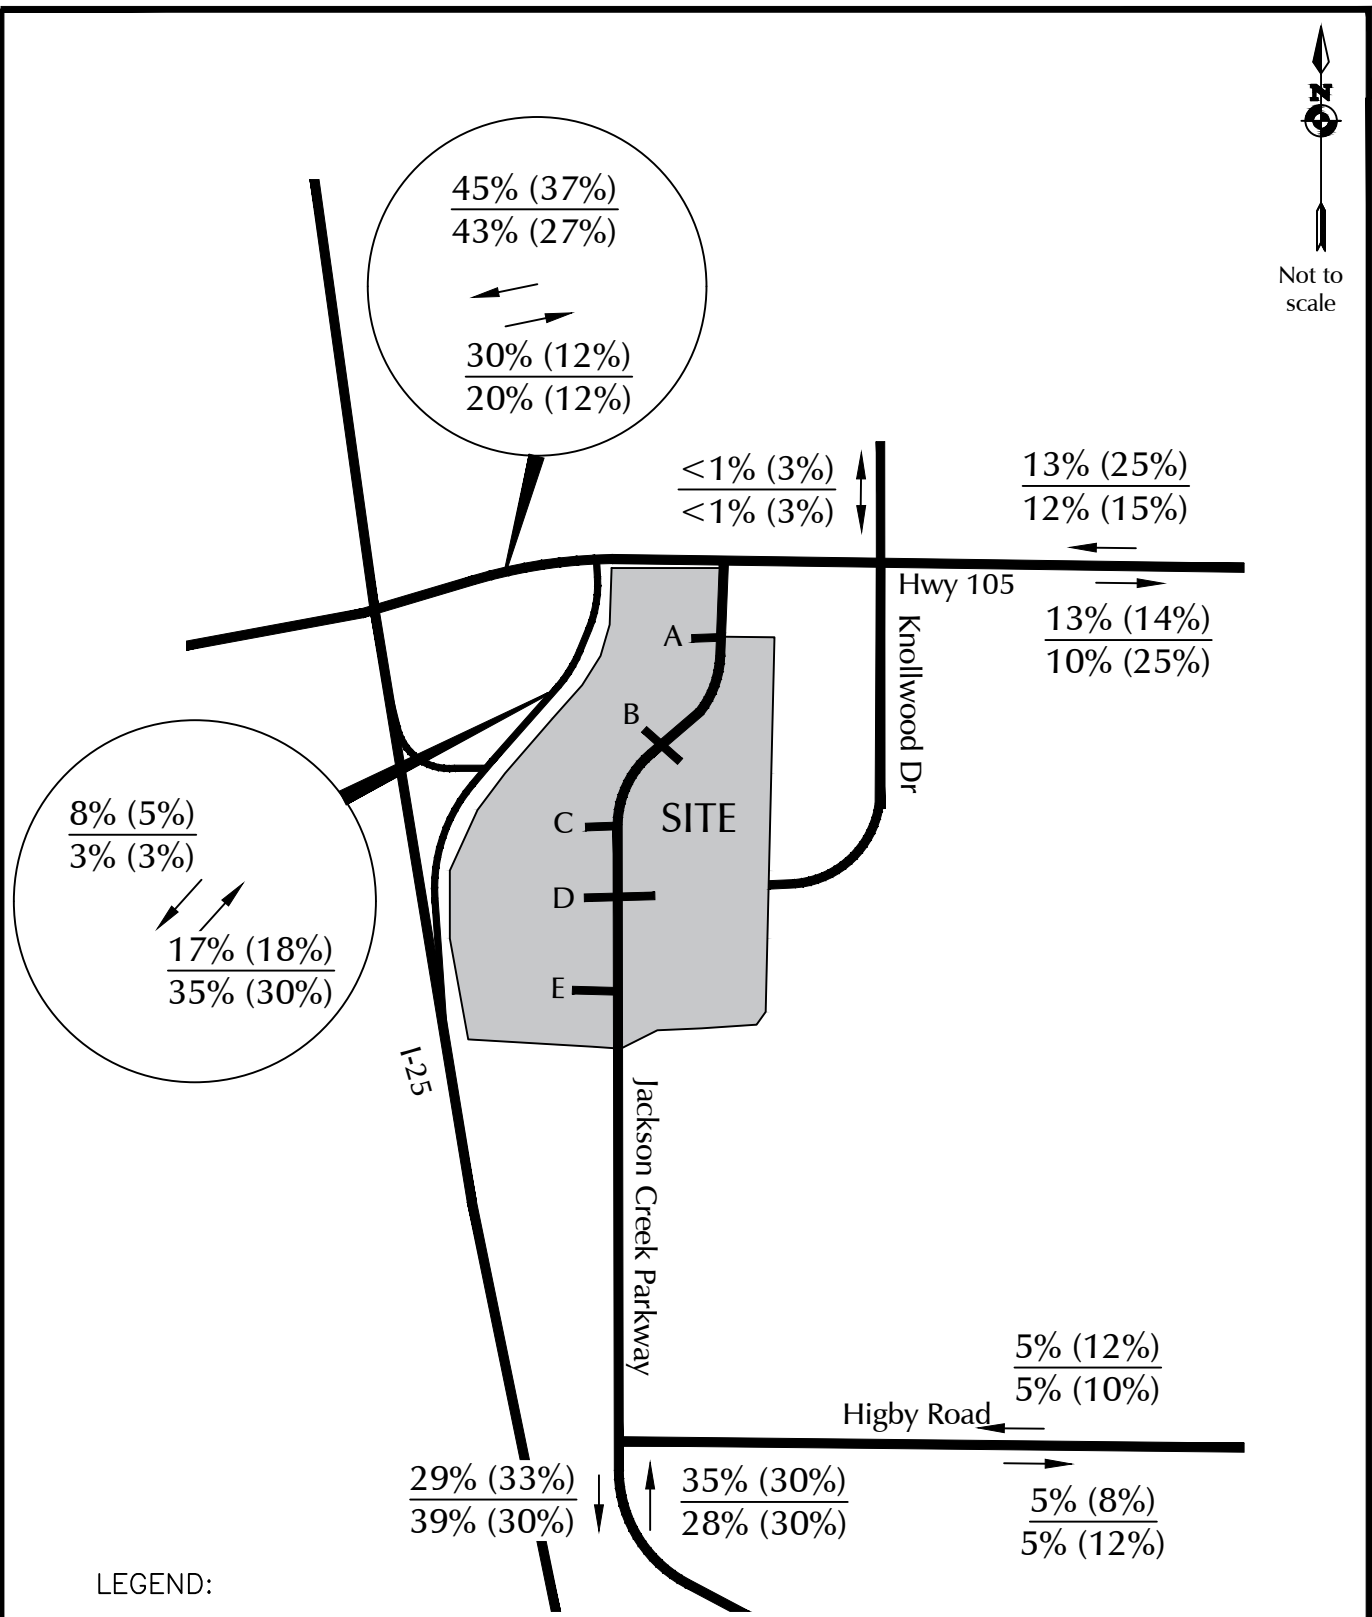 N
Not to
scale
45% (37%)
43% (27%)
30% (12%)
20% (12%)
<1% (3%)
<1% (3%)
13% (25%)
12% (15%)
Hwy 105
13% (14%)
10% (25%)
Knollwood Dr
A
B
C
SITE
D
E
8% (5%)
3% (3%)
17% (18%)
35% (30%)
I-25
Jackson Creek Parkway
5% (12%)
5% (10%)
Higby Road
29% (33%)
39% (30%)
35% (30%)
28% (30%)
5% (8%)
5% (12%)
LEGEND: